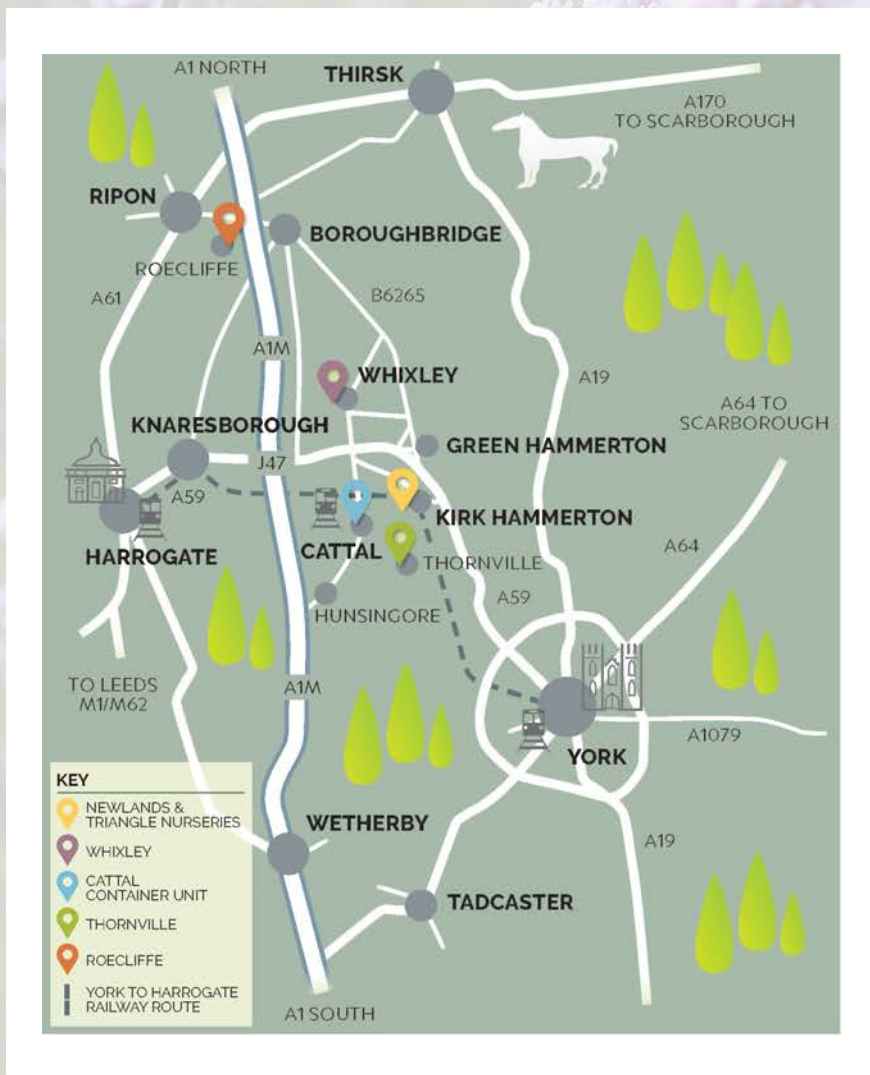 A1 NORTH
THIRSK
A170
TO SCARBOROUGH
RIPON
BOROUGHBRIDGE
ROECLIFFE
A61
B6265
A1M
WHIXLEY
A19
A64 TO
SCARBOROUGH
KNARESBOROUGH
GREEN HAMMERTON
J47
A59
KIRK HAMMERTON
HARROGATE
CATTAL
THORNVILLE
A64
HUNSINGORE
A59
TO LEEDS
M1/M62
A1M
A1079
YORK
KEY
NEWLANDS &
TRIANGLE NURSERIES
WHIXLEY
CATTAL
CONTAINER UNIT
THORNVILLE
ROECLIFFE
YORK TO HARROGATE
RAILWAY ROUTE
WETHERBY
A19
TADCASTER
A1 SOUTH